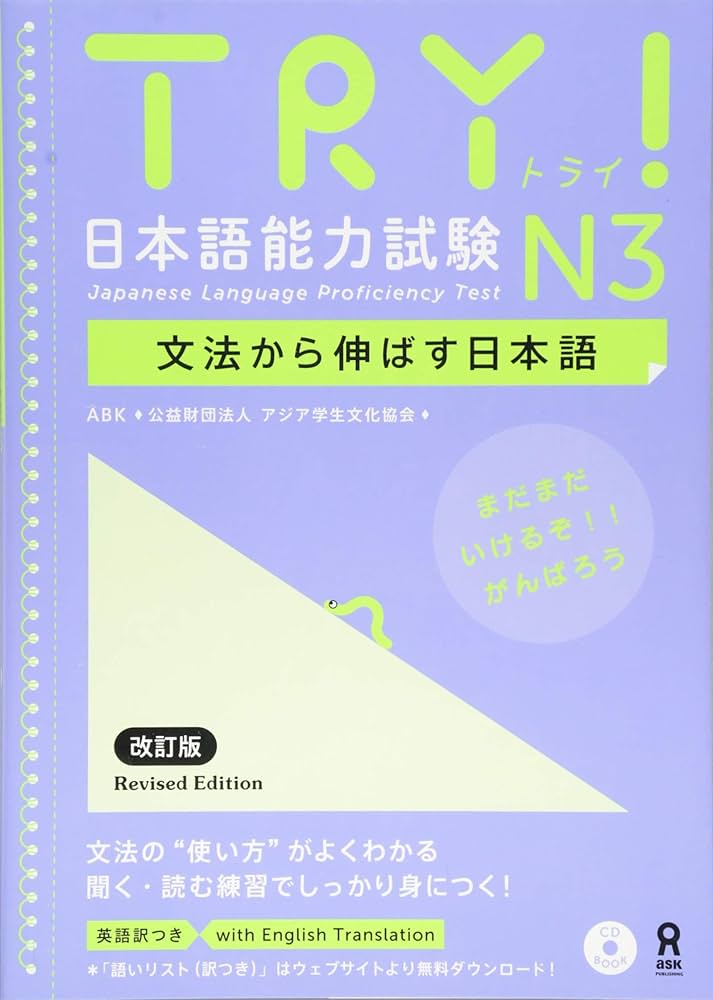 TRY!
トライ
日本語能力試験 N3
Japanese Language Proficiency Test
文法から伸ばす日本語
ABK♦公益財団法人 アジア学生文化協会♦
まだまだ
いけるぞ！！
がんばろう
改訂版
Revised Edition
文法の“使い方”がよくわかる
聞く・読む練習でしっかり身につく！
英語訳つき with English Translation
＊「語いリスト（訳つき）」はウェブサイトより無料ダウンロード！
CD
BOOK
ask
PUBLISHING